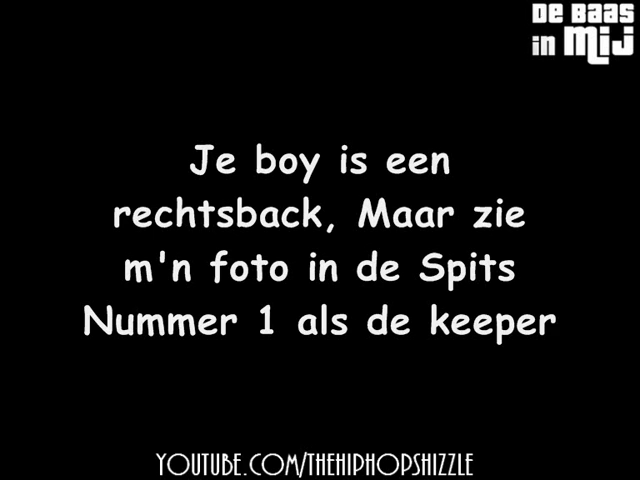 De Baas
in Mij
Je boy is een
rechtsback, Maar zie
m'n foto in de Spits
Nummer 1 als de keeper
YOUTUBE.COM/THEHIPHOPSHIZZLE